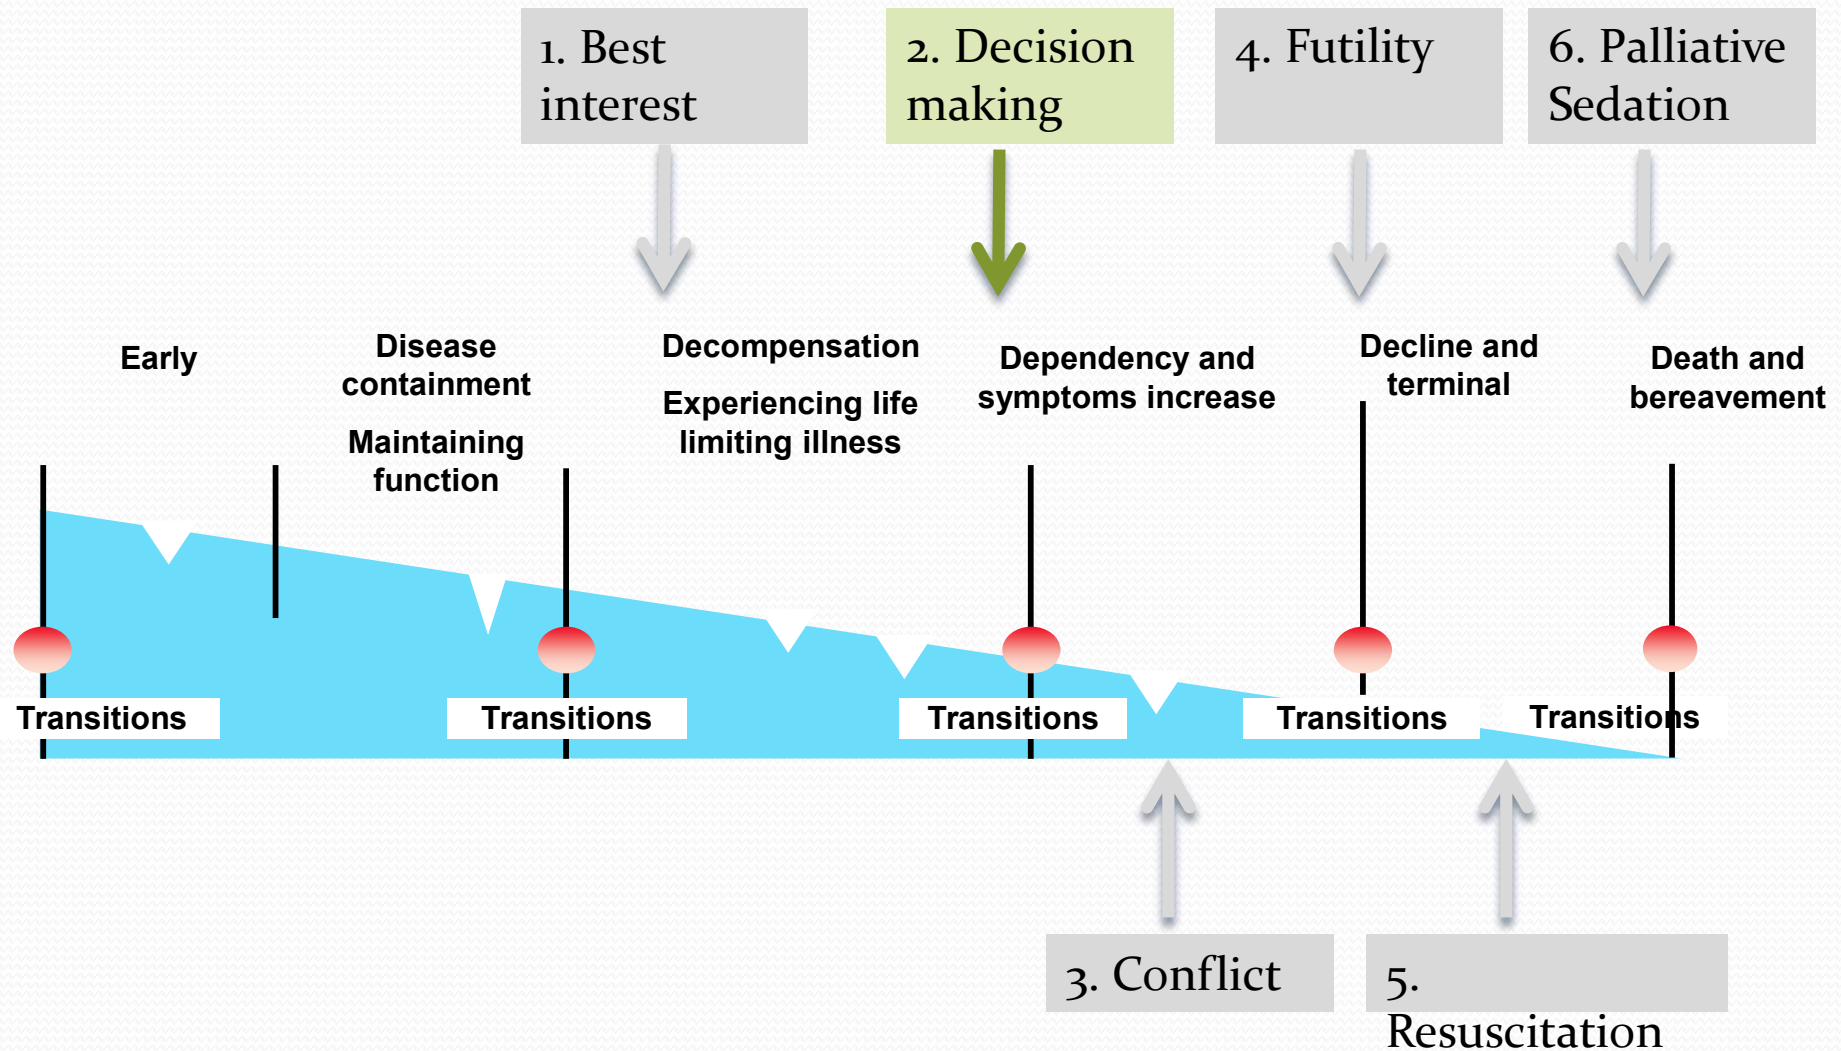 1. Best
interest
2. Decision
making
4. Futility
6. Palliative
Sedation
Early
Disease
containment
Maintaining
function
Decompensation
Experiencing life
limiting illness
Dependency and
symptoms increase
Decline and
terminal
Death and
bereavement
Transitions
Transitions
Transitions
Transitions
Transitions
3. Conflict
5.
Resuscitation